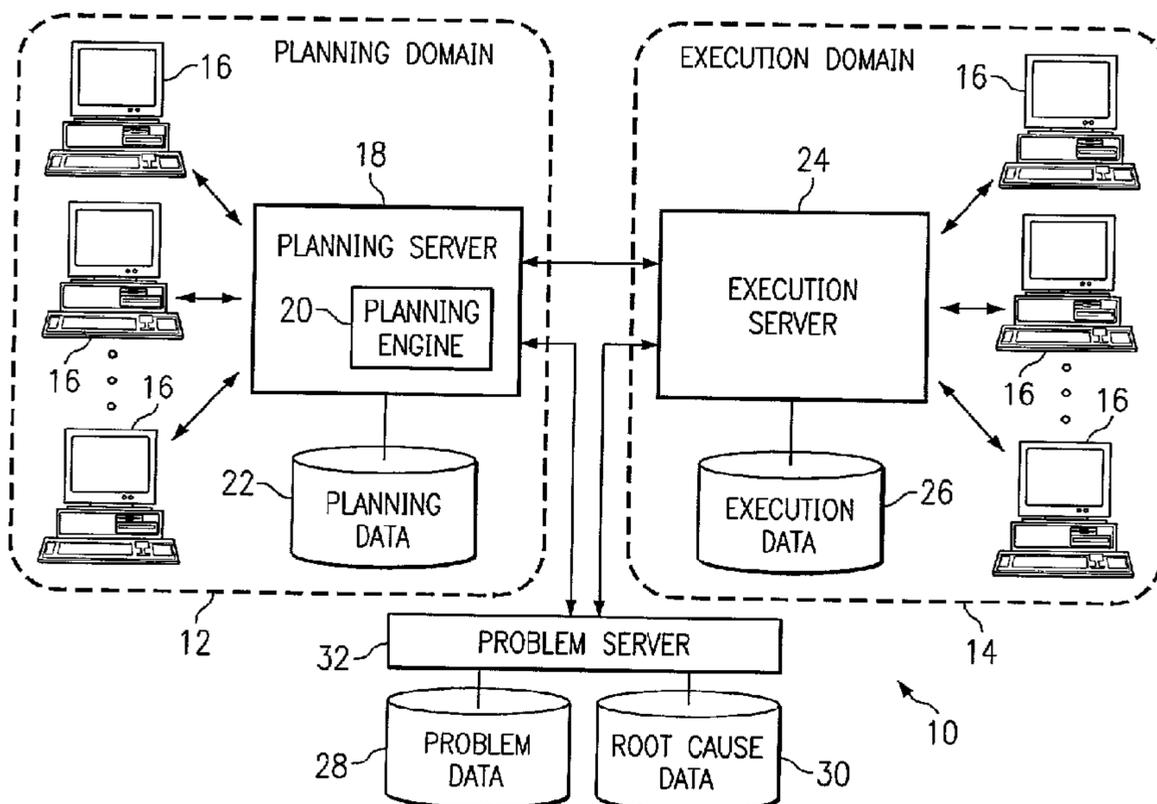 PLANNING DOMAIN
EXECUTION DOMAIN
16
16
18
24
PLANNING SERVER
20
PLANNING
ENGINE
EXECUTION
SERVER
16
16
16
16
22
PLANNING
DATA
EXECUTION
DATA
26
12
14
32
PROBLEM SERVER
10
28
PROBLEM
DATA
ROOT CAUSE
DATA
30